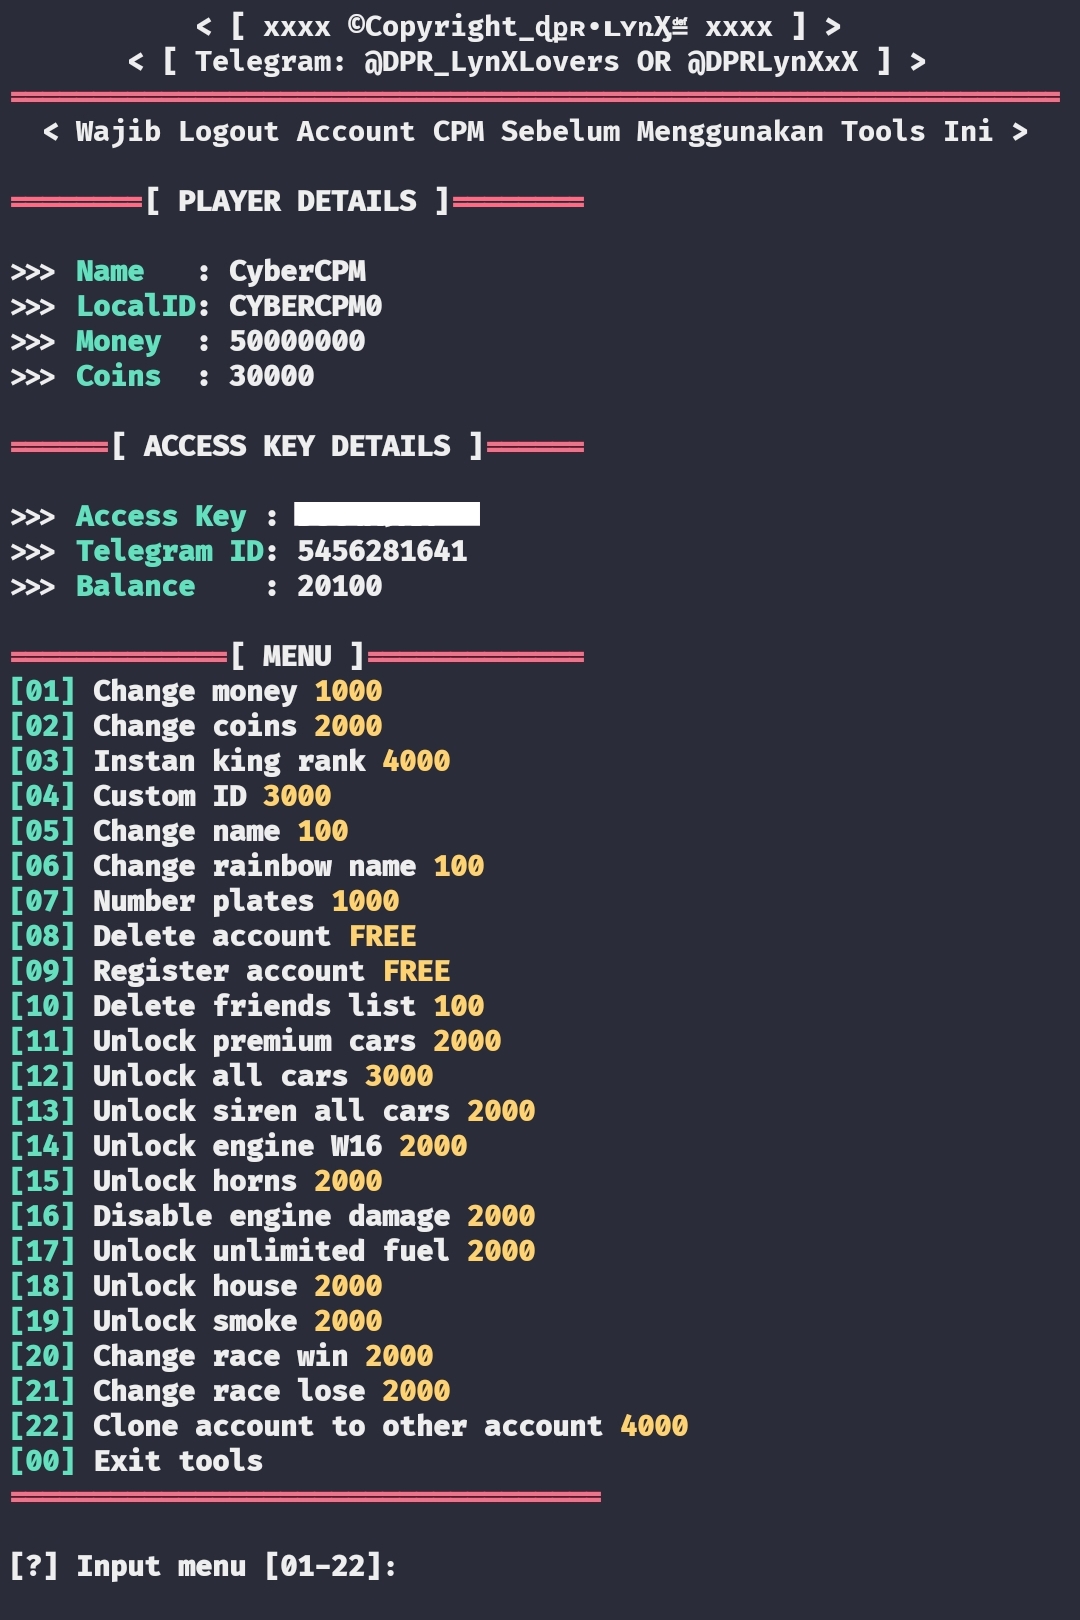 < [ xxxx ©Copyright_ɖքʀ•ʟʏռӼ≝ xxxx ] >
< [ Telegram: @DPR_LynXLovers OR @DPRLynXxX ] >
< Wajib Logout Account CPM Sebelum Menggunakan Tools Ini >
════════[ PLAYER DETAILS ]════════
>>> Name   : CyberCPM
>>> LocalID: CYBERCPM0
>>> Money  : 50000000
>>> Coins  : 30000
══════[ ACCESS KEY DETAILS ]══════
>>> Access Key :
>>> Telegram ID: 5456281641
>>> Balance    : 20100
═════════════[ MENU ]═════════════
[01] Change money 1000
[02] Change coins 2000
[03] Instan king rank 4000
[04] Custom ID 3000
[05] Change name 100
[06] Change rainbow name 100
[07] Number plates 1000
[08] Delete account FREE
[09] Register account FREE
[10] Delete friends list 100
[11] Unlock premium cars 2000
[12] Unlock all cars 3000
[13] Unlock siren all cars 2000
[14] Unlock engine W16 2000
[15] Unlock horns 2000
[16] Disable engine damage 2000
[17] Unlock unlimited fuel 2000
[18] Unlock house 2000
[19] Unlock smoke 2000
[20] Change race win 2000
[21] Change race lose 2000
[22] Clone account to other account 4000
[00] Exit tools
[?] Input menu [01-22]: